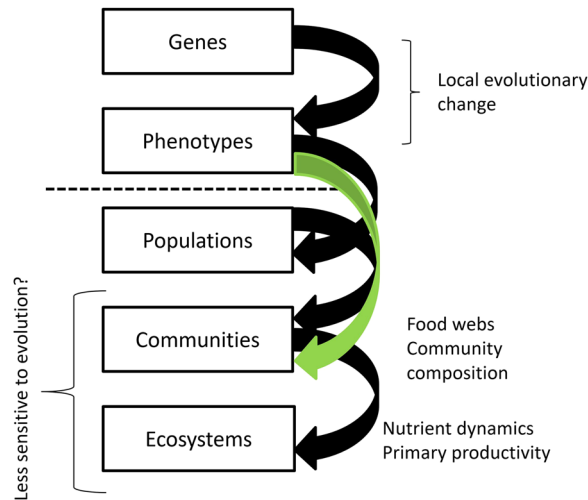 Genes
Local evolutionary
change
Phenotypes
Populations
Less sensitive to evolution?
Communities
Food webs
Community
composition
Ecosystems
Nutrient dynamics
Primary productivity